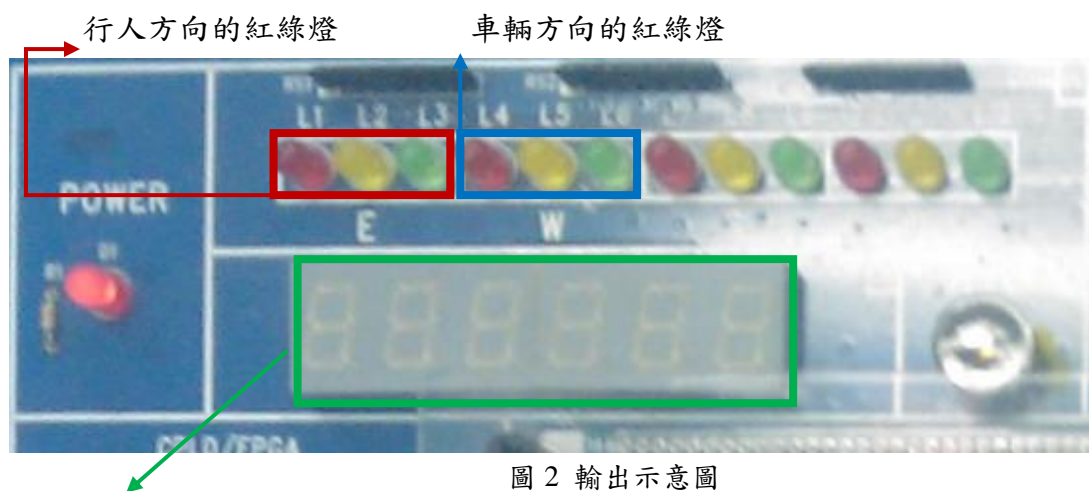 行人方向的紅綠燈
車輛方向的紅綠燈
L1 L2 L3 L4 L5 L6
POWER
E
W
CPLD/FPGA
圖 2 輸出示意圖